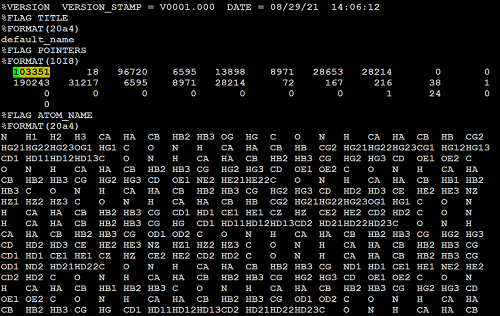 %VERSION  VERSION_STAMP = V0001.000  DATE = 08/29/21  14:06:12
%FLAG TITLE
%FORMAT(20a4)
default_name
%FLAG POINTERS
%FORMAT(10I8)
  103351      18   96720    6595   13898    8971   28653   28214       0       0
  190243   31217    6595    8971   28214      72     167     216      38       1
       0       0       0       0       0       0       0       1      24       0
       0
%FLAG ATOM_NAME
%FORMAT(20a4)
N   H1  H2  H3  CA  HA  CB  HB2 HB3 OG  HG  C   O   N   H   CA  HA  CB  HB  CG2
HG21HG22HG23OG1 HG1 C   O   N   H   CA  HA  CB  HB  CG2 HG21HG22HG23CG1 HG12HG13
CD1 HD11HD12HD13C   O   N   H   CA  HA  CB  HB2 HB3 CG  HG2 HG3 CD  OE1 OE2 C
O   N   H   CA  HA  CB  HB2 HB3 CG  HG2 HG3 CD  OE1 OE2 C   O   N   H   CA  HA
CB  HB2 HB3 CG  HG2 HG3 CD  OE1 NE2 HE21HE22C   O   N   H   CA  HA  CB  HB1 HB2
HB3 C   O   N   H   CA  HA  CB  HB2 HB3 CG  HG2 HG3 CD  HD2 HD3 CE  HE2 HE3 NZ
HZ1 HZ2 HZ3 C   O   N   H   CA  HA  CB  HB  CG2 HG21HG22HG23OG1 HG1 C   O   N
H   CA  HA  CB  HB2 HB3 CG  CD1 HD1 CE1 HE1 CZ  HZ  CE2 HE2 CD2 HD2 C   O   N
H   CA  HA  CB  HB2 HB3 CG  HG  CD1 HD11HD12HD13CD2 HD21HD22HD23C   O   N   H
CA  HA  CB  HB2 HB3 CG  OD1 OD2 C   O   N   H   CA  HA  CB  HB2 HB3 CG  HG2 HG3
CD  HD2 HD3 CE  HE2 HE3 NZ  HZ1 HZ2 HZ3 C   O   N   H   CA  HA  CB  HB2 HB3 CG
CD1 HD1 CE1 HE1 CZ  HZ  CE2 HE2 CD2 HD2 C   O   N   H   CA  HA  CB  HB2 HB3 CG
OD1 ND2 HD21HD22C   O   N   H   CA  HA  CB  HB2 HB3 CG  ND1 HD1 CE1 HE1 NE2 HE2
CD2 HD2 C   O   N   H   CA  HA  CB  HB2 HB3 CG  HG2 HG3 CD  OE1 OE2 C   O   N
H   CA  HA  CB  HB1 HB2 HB3 C   O   N   H   CA  HA  CB  HB2 HB3 CG  HG2 HG3 CD
OE1 OE2 C   O   N   H   CA  HA  CB  HB2 HB3 CG  OD1 OD2 C   O   N   H   CA  HA
CB  HB2 HB3 CG  HG  CD1 HD11HD12HD13CD2 HD21HD22HD23C   O   N   H   CA  HA  CB